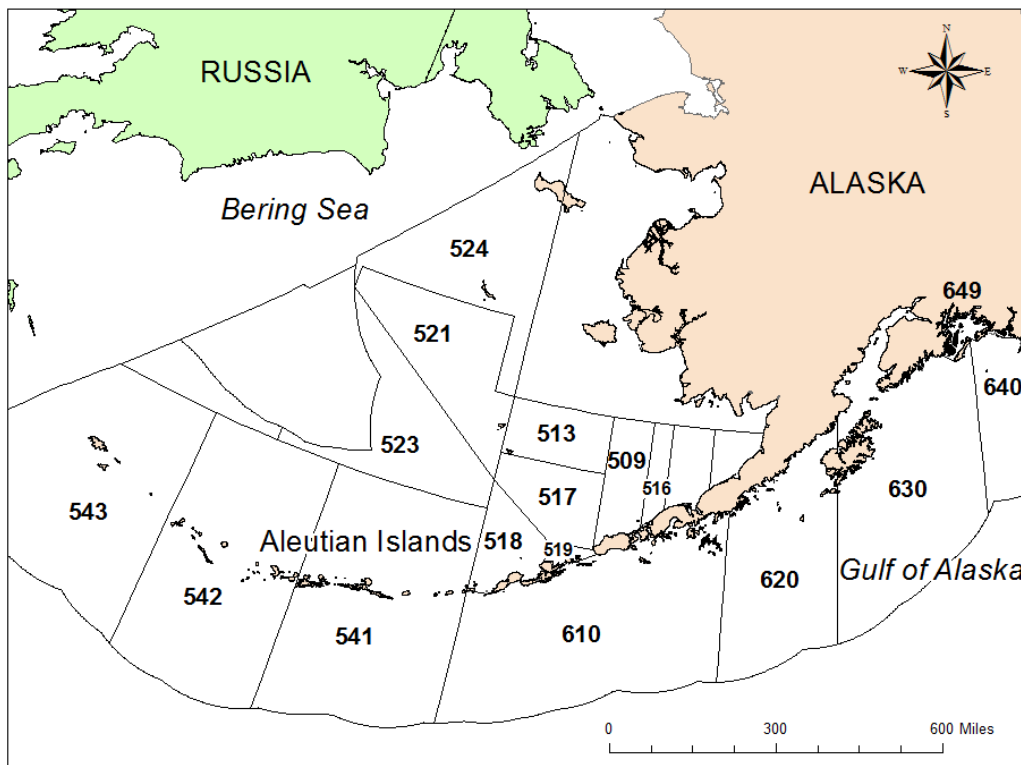 N
RUSSIA
W
E
S
ALASKA
Bering Sea
524
649
521
640
513
523
509
516
630
517
543
Aleutian Islands
518
519
620
Gulf of Alaska
542
541
610
0
300
600 Miles